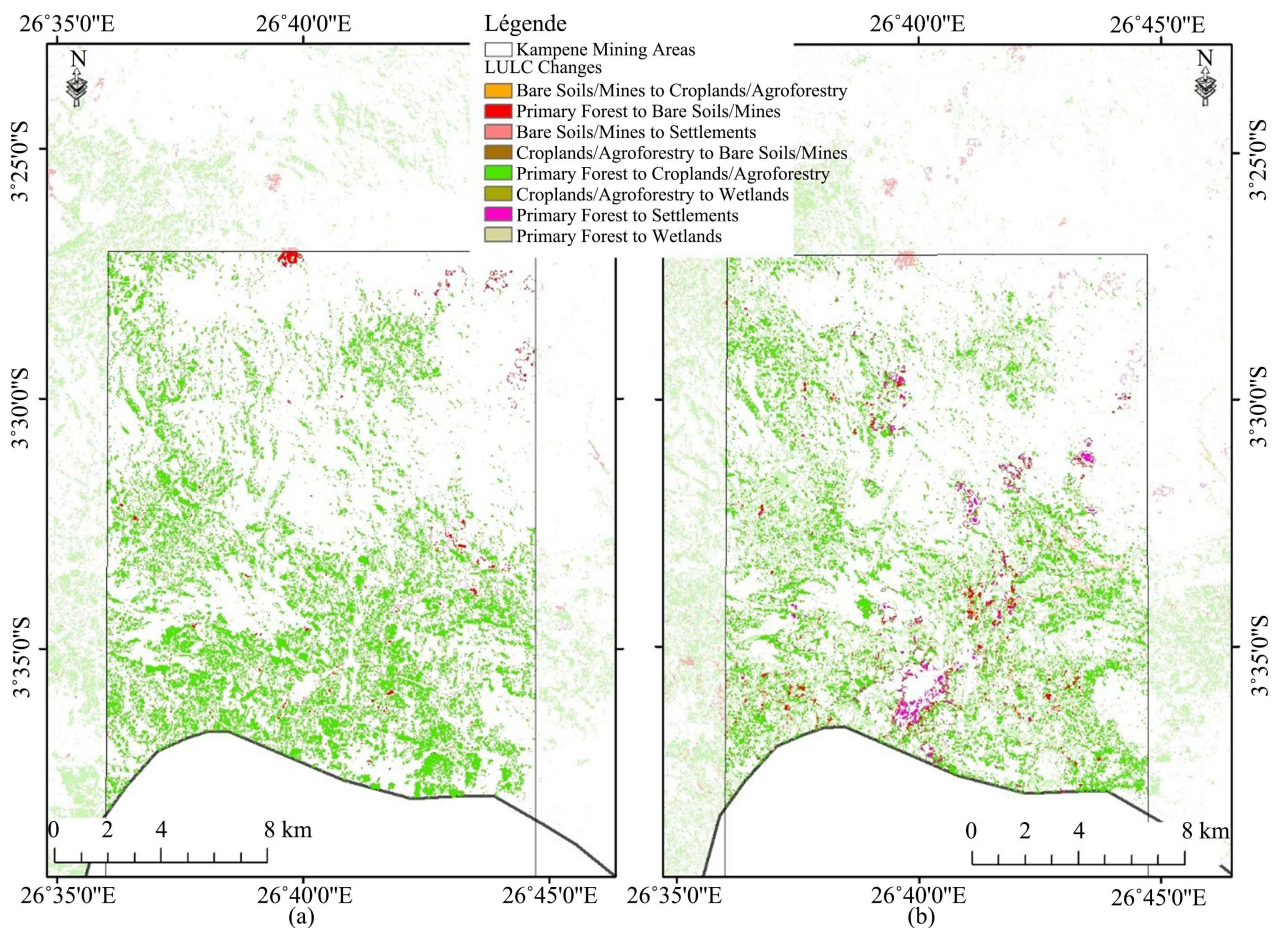 26°35'0"E 26°40'0"E 26°40'0"E 26°45'0"E
Légende
Kampene Mining Areas
LULC Changes
Bare Soils/Mines to Croplands/Agroforestry
Primary Forest to Bare Soils/Mines
Bare Soils/Mines to Settlements
Croplands/Agroforestry to Bare Soils/Mines
Primary Forest to Croplands/Agroforestry
Croplands/Agroforestry to Wetlands
Primary Forest to Settlements
Primary Forest to Wetlands
N
N
3°25'0"S
3°30'0"S
3°35'0"S
3°25'0"S
3°30'0"S
3°35'0"S
0 2 4 8 km
0 2 4 8 km
26°35'0"E 26°40'0"E 26°45'0"E 26°35'0"E 26°40'0"E 26°45'0"E
(a) (b)